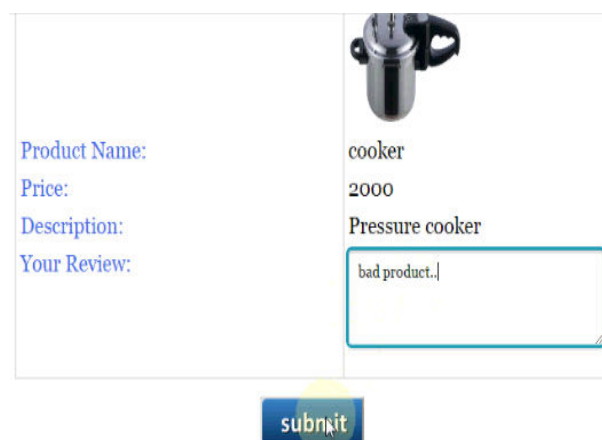 Product Name: cooker
Price: 2000
Description: Pressure cooker
Your Review: bad product..
submit